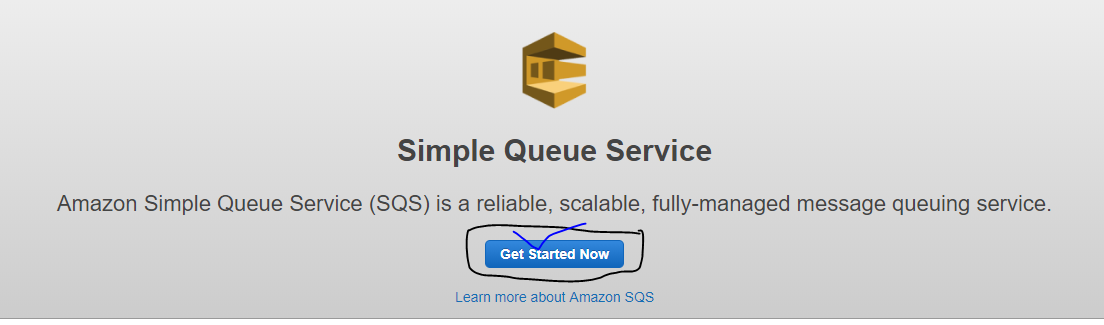 Simple Queue Service
Amazon Simple Queue Service (SQS) is a reliable, scalable, fully-managed message queuing service.
Get Started Now
Learn more about Amazon SQS